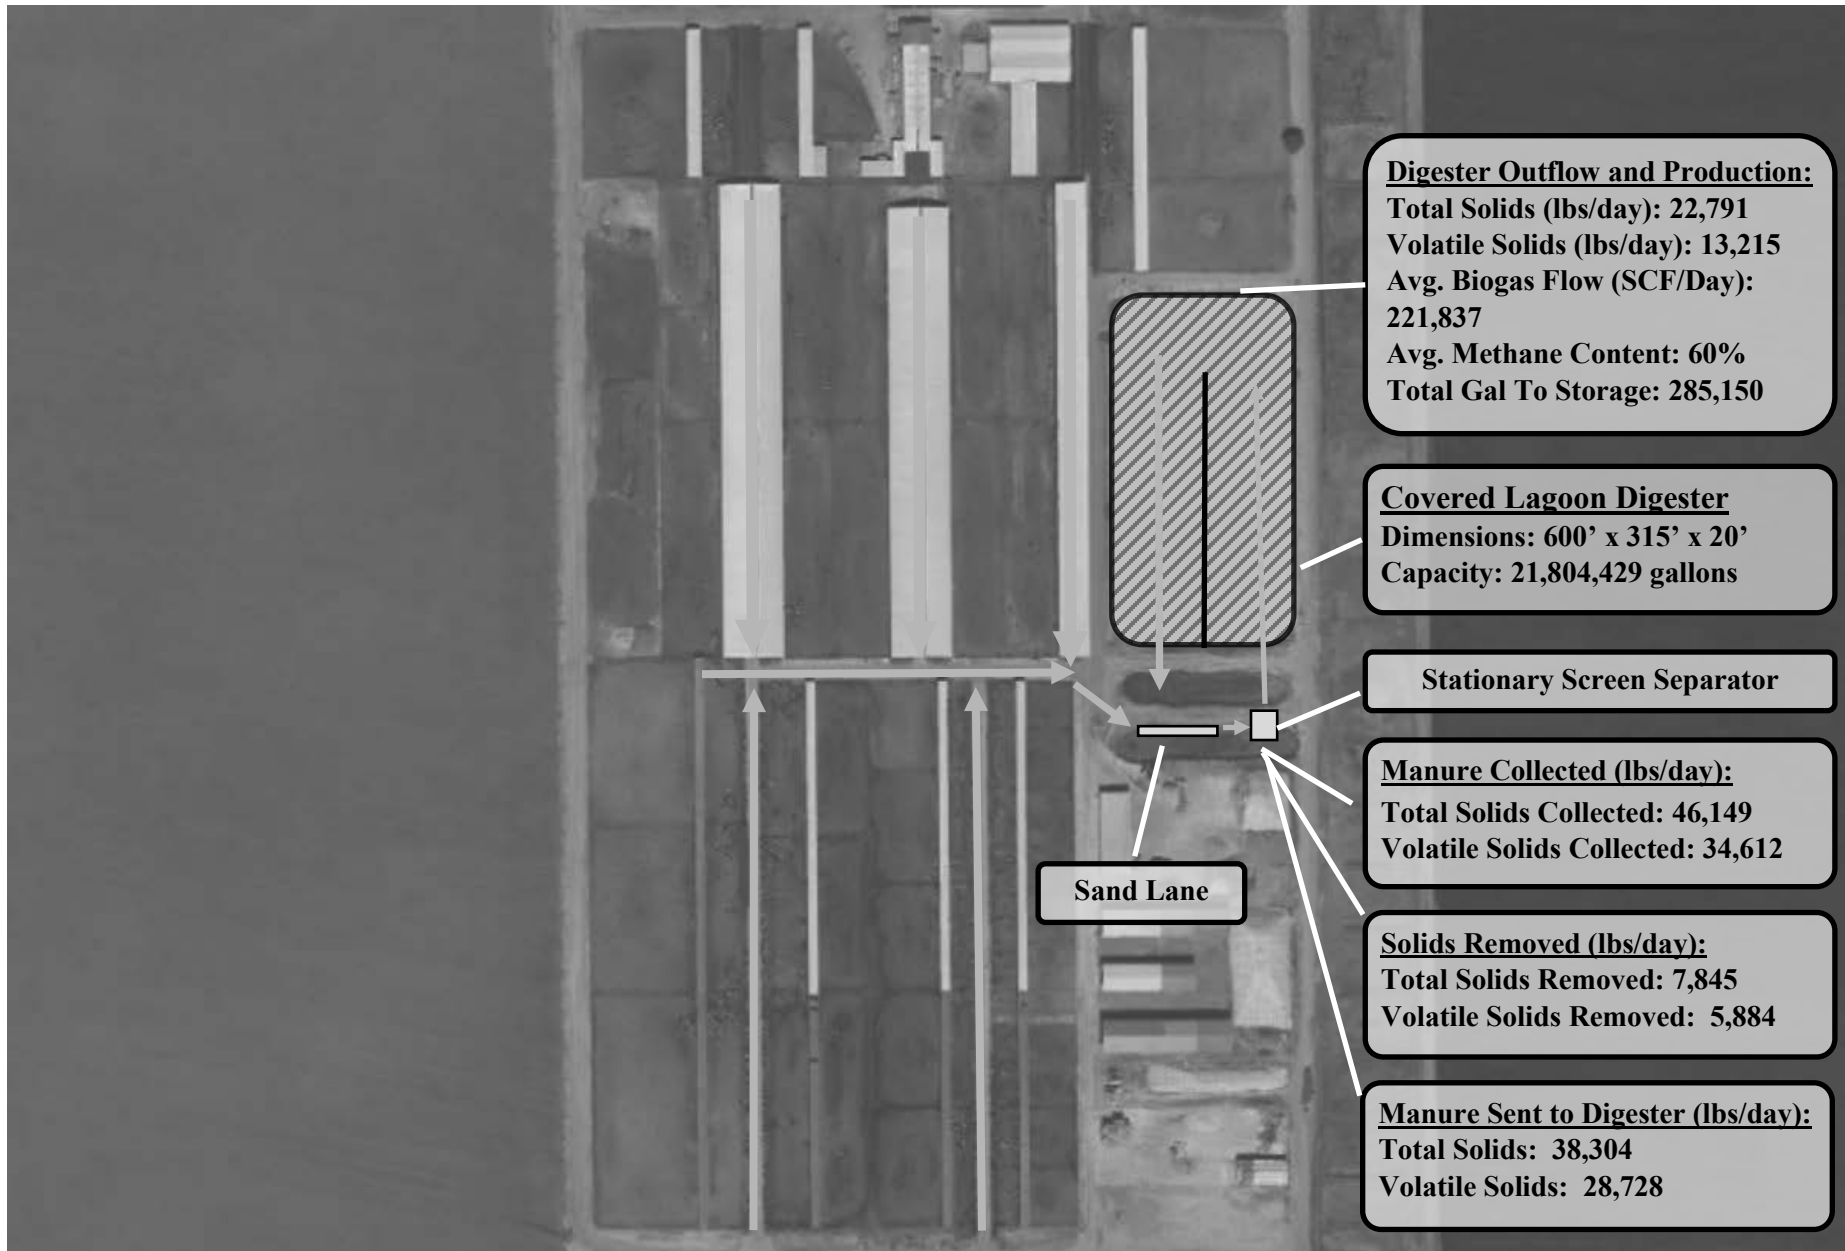 Digester Outflow and Production:
Total Solids (lbs/day): 22,791
Volatile Solids (lbs/day): 13,215
Avg. Biogas Flow (SCF/Day):
221,837
Avg. Methane Content: 60%
Total Gal To Storage: 285,150
Covered Lagoon Digester
Dimensions: 600’ x 315’ x 20’
Capacity: 21,804,429 gallons
Stationary Screen Separator
Manure Collected (lbs/day):
Total Solids Collected: 46,149
Volatile Solids Collected: 34,612
Sand Lane
Solids Removed (lbs/day):
Total Solids Removed: 7,845
Volatile Solids Removed:  5,884
Manure Sent to Digester (lbs/day):
Total Solids:  38,304
Volatile Solids:  28,728